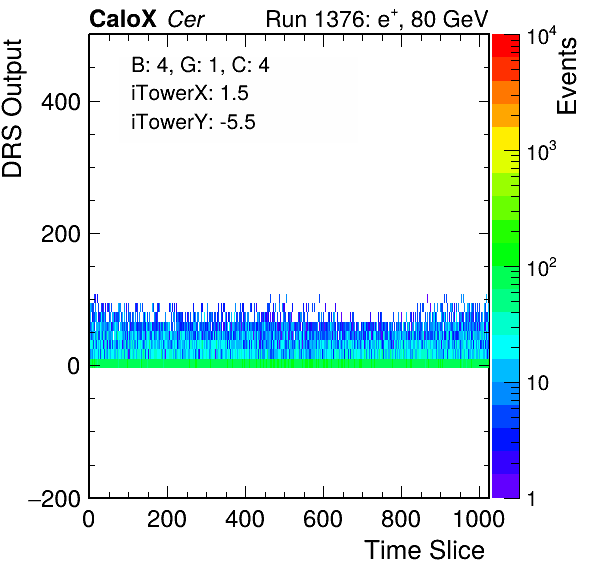 CaloX Cer Run 1376: e⁺, 80 GeV
B: 4, G: 1, C: 4
iTowerX: 1.5
iTowerY: -5.5
DRS Output
400
200
0
−200
0 200 400 600 800 1000
Time Slice
Events
10⁴
10³
10²
10
1